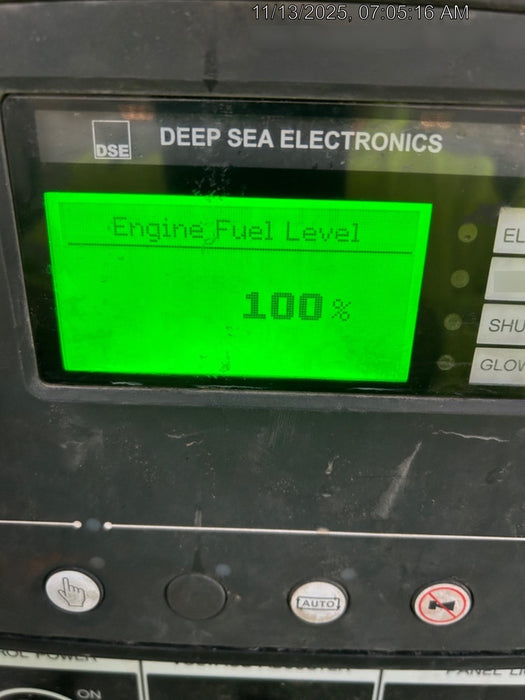 11/13/2025, 07:05:16 AM
DSE
DEEP SEA ELECTRONICS
Engine Fuel Level
100%
EL
SHU
GLOW
AUTO
ON